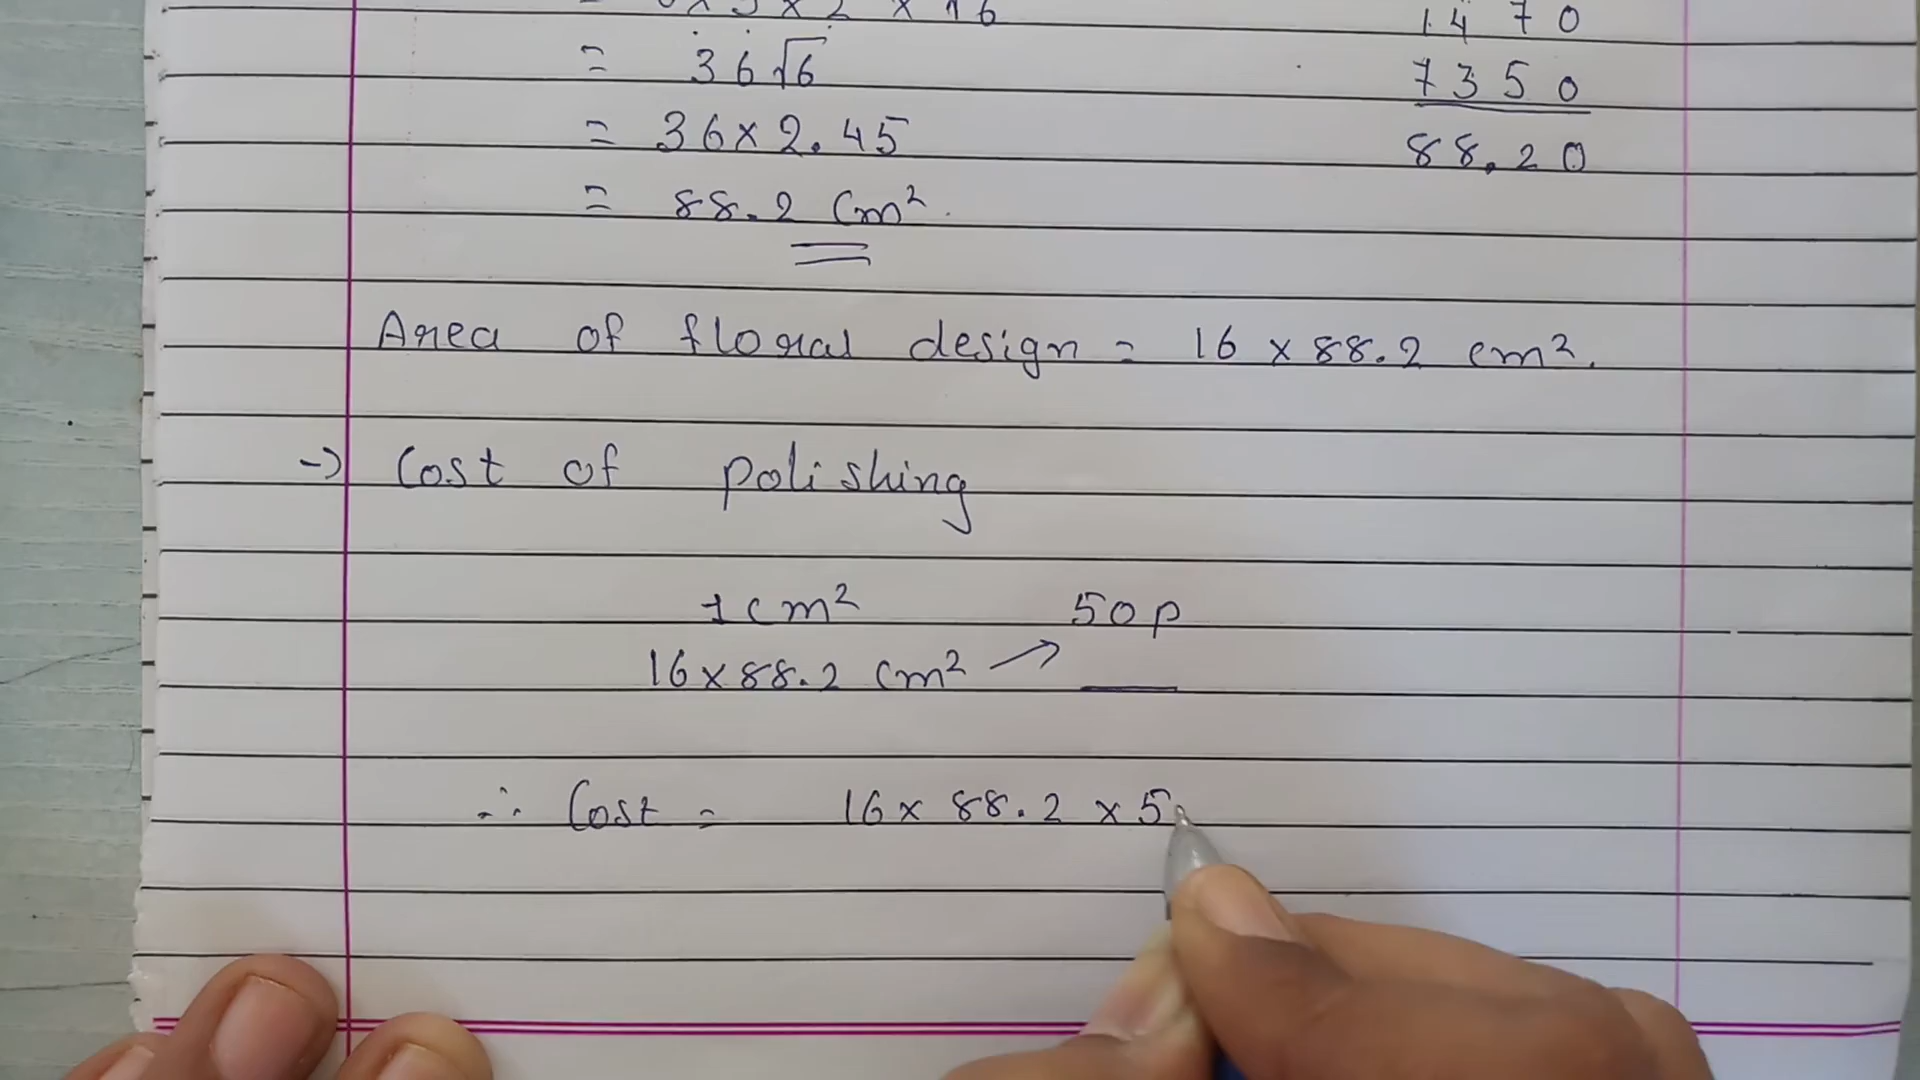 = 36√6
= 36 × 2.45
= 88.2 cm²
1470
7350
88.20
Area of floral design = 16 × 88.2 cm².
→ Cost of polishing
1 cm² 50 p
16 × 88.2 cm² →
∴ Cost = 16 × 88.2 × 5